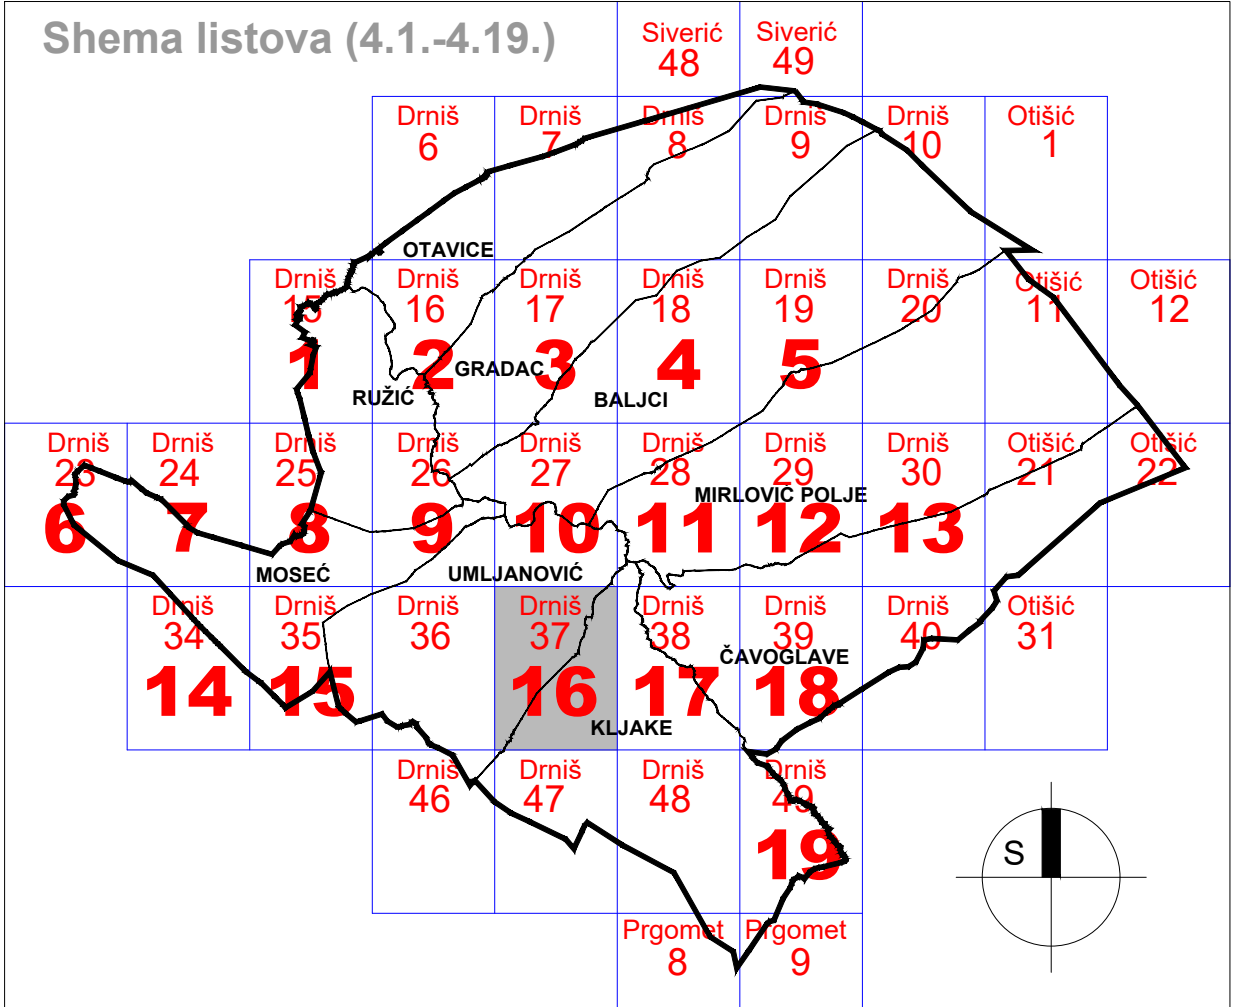 Shema listova (4.1.-4.19.)
Siverić Siverić
48 49
Drniš Drniš Drniš Drniš Drniš Otišić
6 7 8 9 10 1
OTAVICE
Drniš Drniš Drniš Drniš Drniš Drniš Otišić Otišić
15 16 17 18 19 20 11 12
1 2 3 4 5
GRADAC
RUŽIĆ BALJCI
Drniš Drniš Drniš Drniš Drniš Drniš Drniš Drniš Otišić Otišić
23 24 25 26 27 28 29 30 21 22
MIRLOVIĆ POLJE
6 7 8 9 10 11 12 13
MOSEĆ UMLJANOVIĆ
Drniš Drniš Drniš Drniš Drniš Drniš Drniš Otišić
34 35 36 37 38 39 40 31
ČAVOGLAVE
14 15 16 17 18
KLJAKE
Drniš Drniš Drniš Drniš
46 47 48 49
19
S
Prgomet Prgomet
8 9